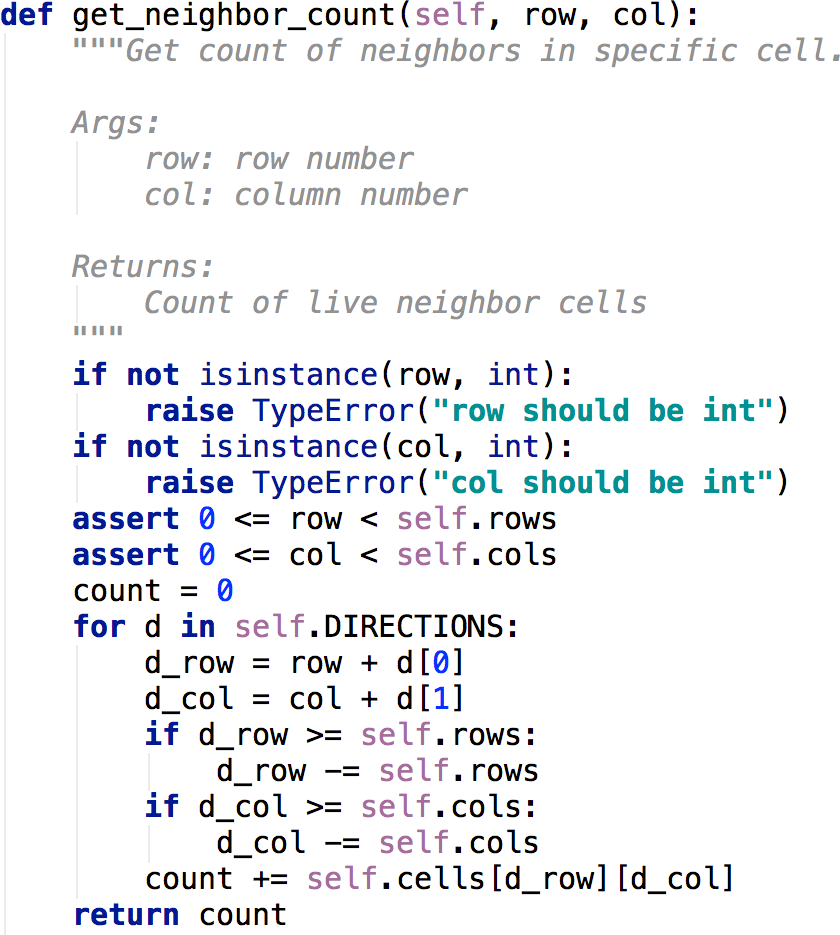 def get_neighbor_count(self, row, col):
    """Get count of neighbors in specific cell.

    Args:
        row: row number
        col: column number

    Returns:
        Count of live neighbor cells
    """
    if not isinstance(row, int):
        raise TypeError("row should be int")
    if not isinstance(col, int):
        raise TypeError("col should be int")
    assert 0 <= row < self.rows
    assert 0 <= col < self.cols
    count = 0
    for d in self.DIRECTIONS:
        d_row = row + d[0]
        d_col = col + d[1]
        if d_row >= self.rows:
            d_row -= self.rows
        if d_col >= self.cols:
            d_col -= self.cols
        count += self.cells[d_row][d_col]
    return count